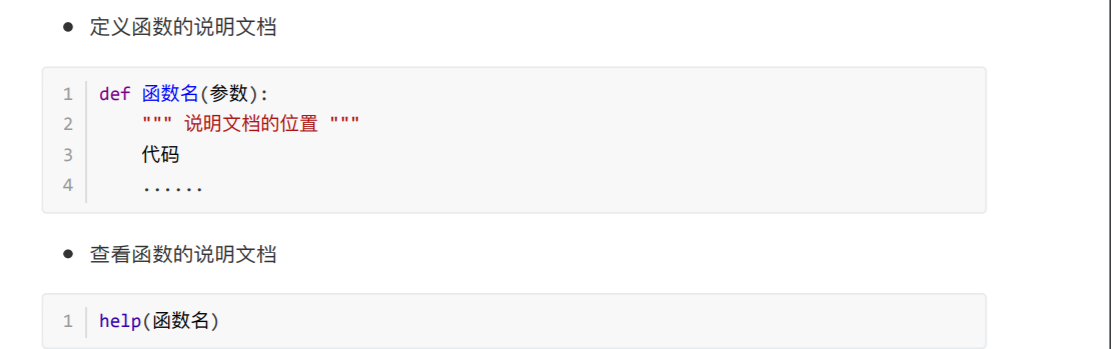 定义函数的说明文档
1 def 函数名(参数):
2     """ 说明文档的位置 """
3     代码
4     ......
查看函数的说明文档
1 help(函数名)